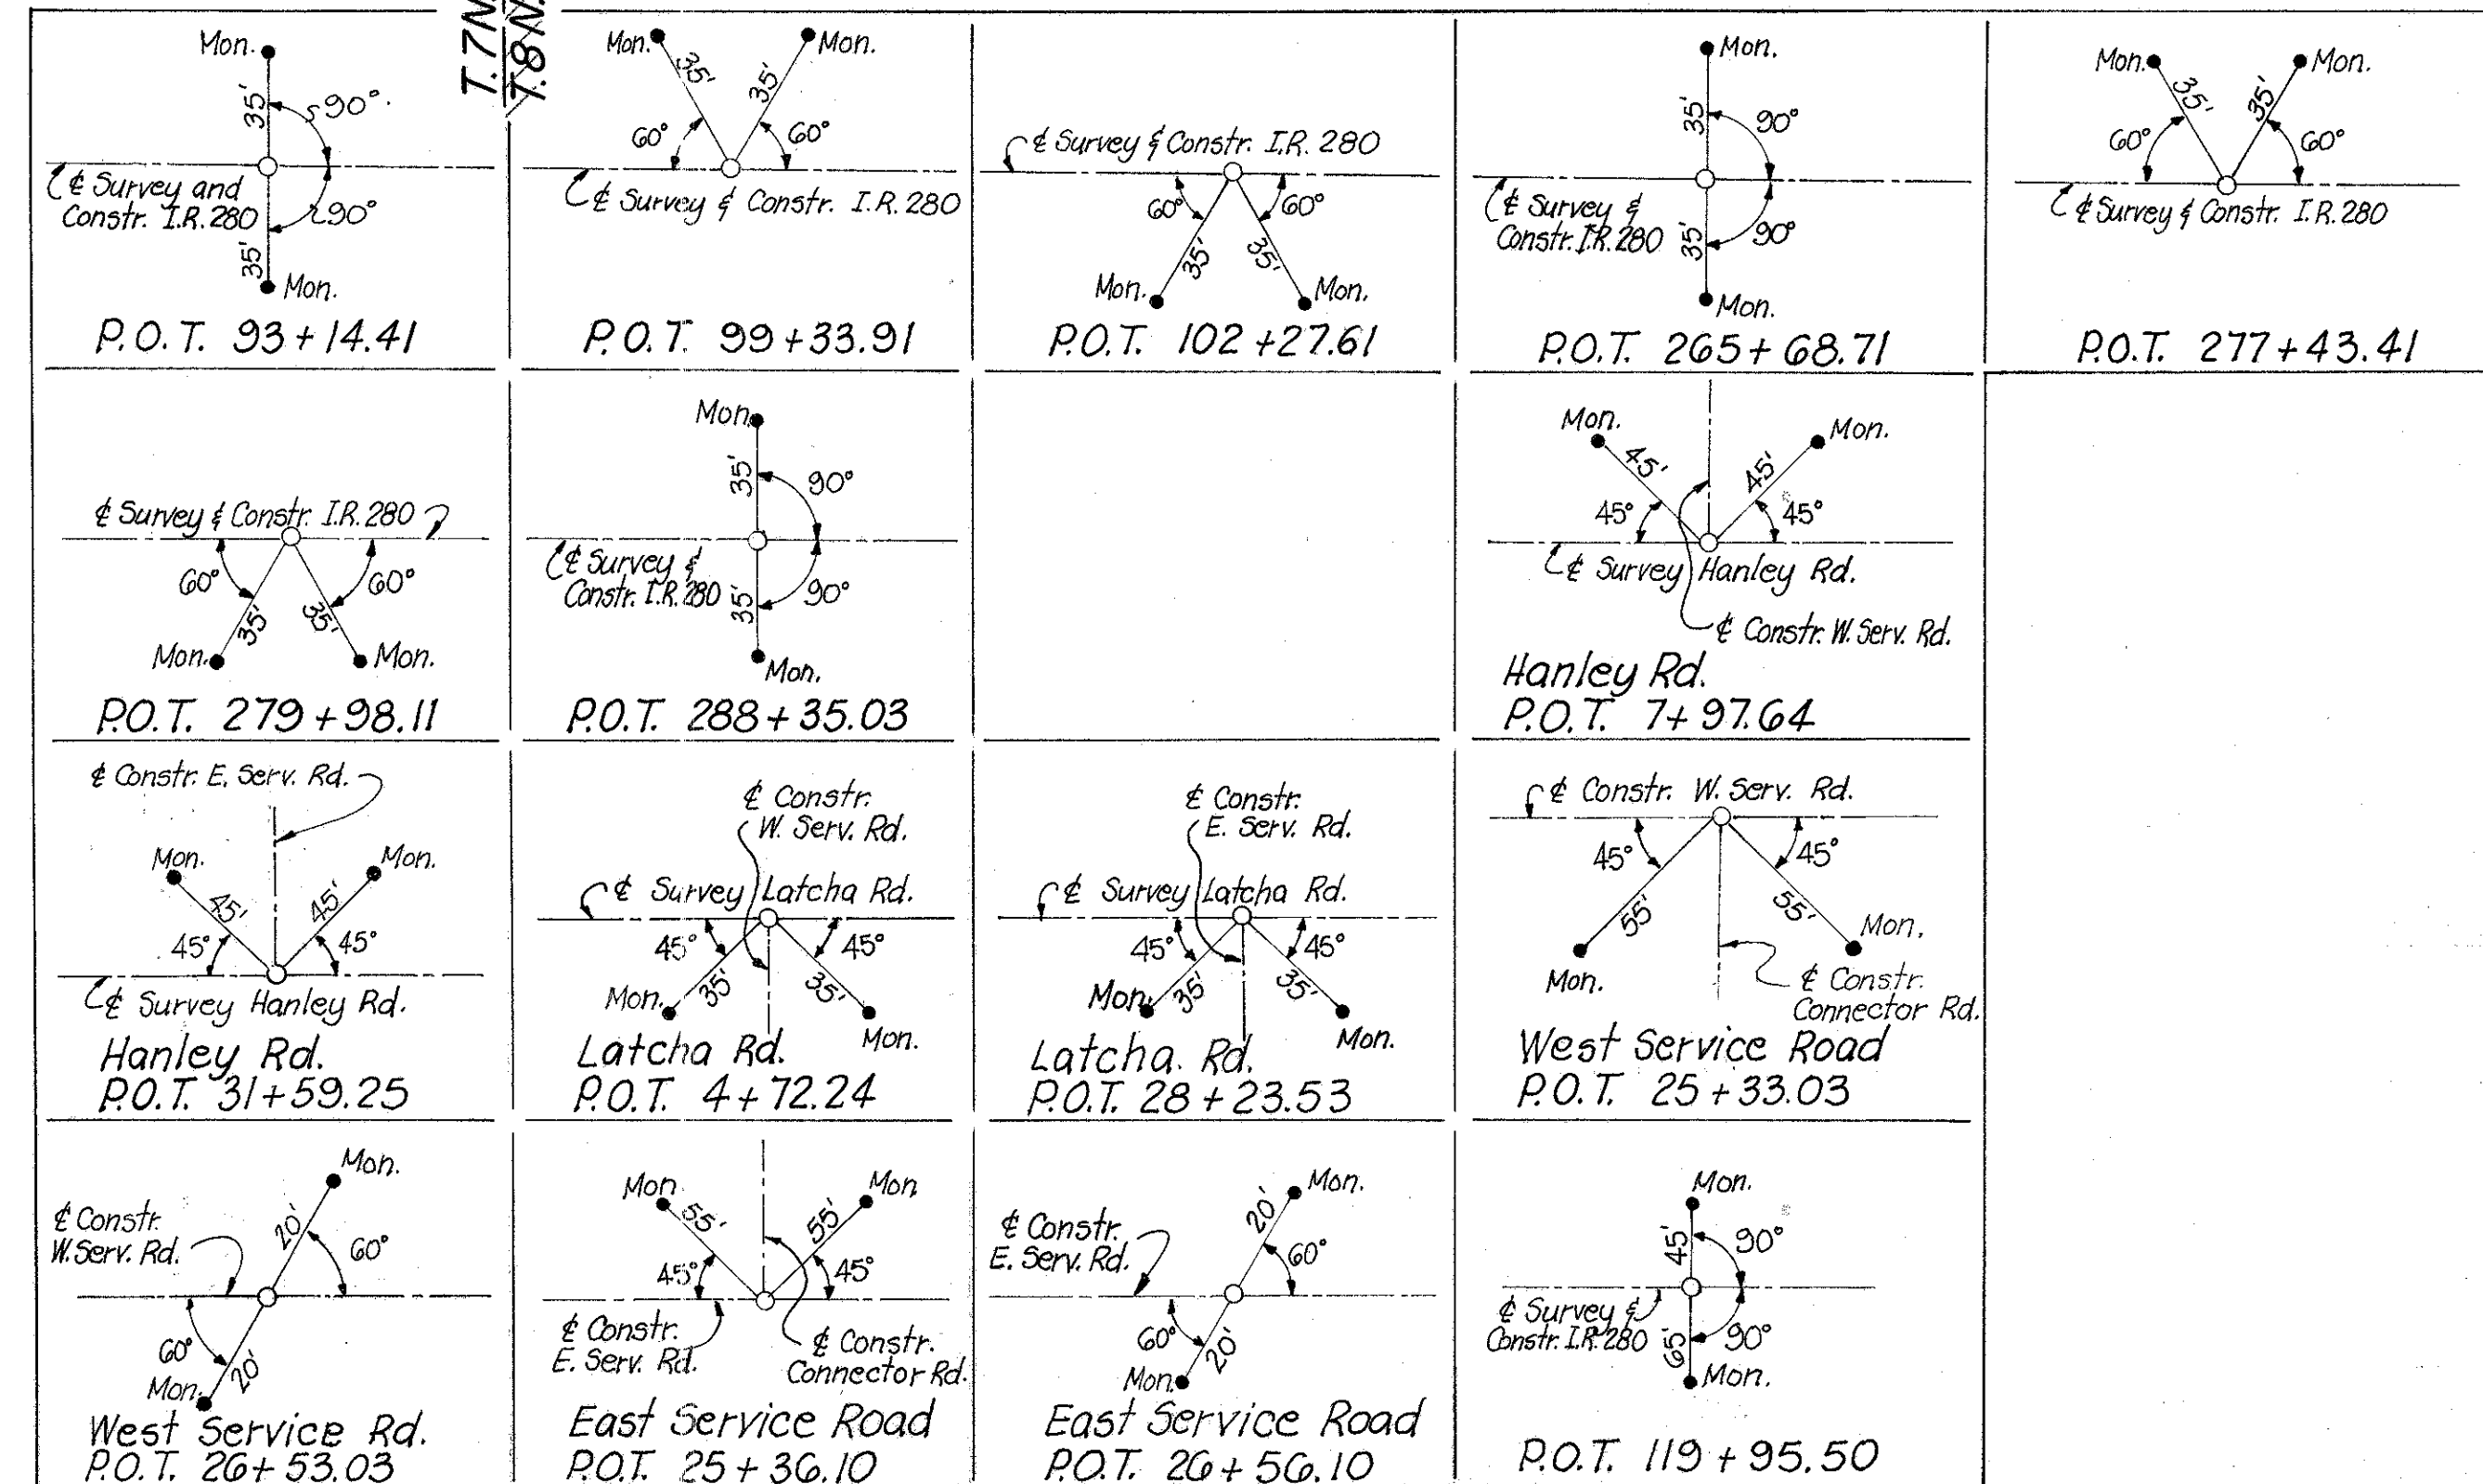 T.7N.
T.8N.
Mon.
35'
90°
℄ Survey and
Constr. I.R. 280
90°
35'
Mon.
P.O.T. 93+14.41
Mon.
Mon.
35'
35'
60°
60°
℄ Survey & Constr. I.R. 280
P.O.T. 99+33.91
℄ Survey & Constr. I.R. 280
60°
60°
35'
35'
Mon.
Mon.
P.O.T. 102+27.61
Mon.
35'
90°
℄ Survey &
Constr. I.R. 280
35'
90°
Mon.
P.O.T. 265+68.71
Mon.
Mon.
35'
35'
60°
60°
℄ Survey & Constr. I.R. 280
P.O.T. 277+43.41
℄ Survey & Constr. I.R. 280
60°
60°
35'
35'
Mon.
Mon.
P.O.T. 279+98.11
Mon.
35'
90°
℄ Survey &
Constr. I.R. 280
35'
90°
Mon.
P.O.T. 288+35.03
Mon.
Mon.
45'
45'
45°
45°
℄ Survey Hanley Rd.
℄ Constr. W. Serv. Rd.
Hanley Rd.
P.O.T. 7+97.64
℄ Constr. E. Serv. Rd.
Mon.
Mon.
45'
45'
45°
45°
℄ Survey Hanley Rd.
Hanley Rd.
P.O.T. 31+59.25
℄ Constr.
W. Serv. Rd.
℄ Survey Latcha Rd.
45°
45°
35'
35'
Mon.
Mon.
Latcha Rd.
P.O.T. 4+72.24
℄ Constr.
E. Serv. Rd.
℄ Survey Latcha Rd.
45°
45°
35'
35'
Mon.
Mon.
Latcha. Rd.
P.O.T. 28+23.53
℄ Constr. W. Serv. Rd.
45°
45°
55'
55'
Mon.
Mon.
℄ Constr.
Connector Rd.
West Service Road
P.O.T. 25+33.03
Mon.
℄ Constr.
W. Serv. Rd.
20'
60°
60°
20'
Mon.
West Service Rd.
P.O.T. 26+53.03
Mon
Mon
55'
55'
45°
45°
℄ Constr.
E. Serv. Rd.
℄ Constr.
Connector Rd.
East Service Road
P.O.T. 25+36.10
Mon.
20'
℄ Constr.
E. Serv. Rd.
60°
60°
20'
Mon.
East Service Road
P.O.T. 26+56.10
Mon.
45'
90°
℄ Survey &
Constr. I.R. 280
65'
90°
Mon.
P.O.T. 119+95.50